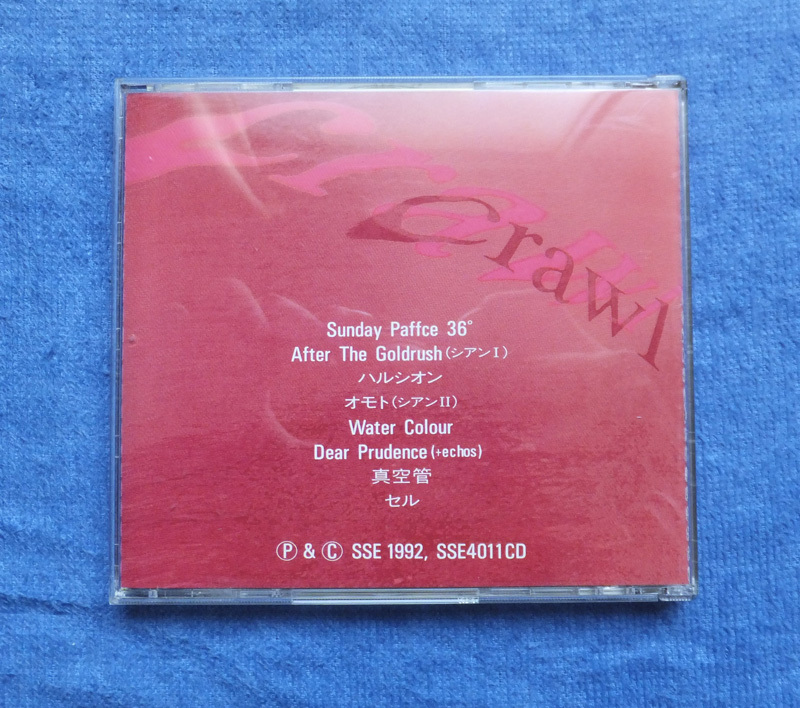 Crawl
Crawl
Sunday Paffce 36°
After The Goldrush(シアンⅠ)
ハルシオン
オモト(シアンⅡ)
Water Colour
Dear Prudence(+echos)
真空管
セル
Ⓟ & Ⓒ SSE 1992, SSE4011CD